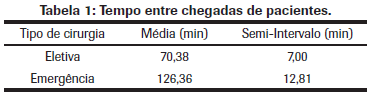 Tabela 1: Tempo entre chegadas de pacientes.
Tipo de cirurgia Média (min) Semi-Intervalo (min)
Eletiva 70,38 7,00
Emergência 126,36 12,81